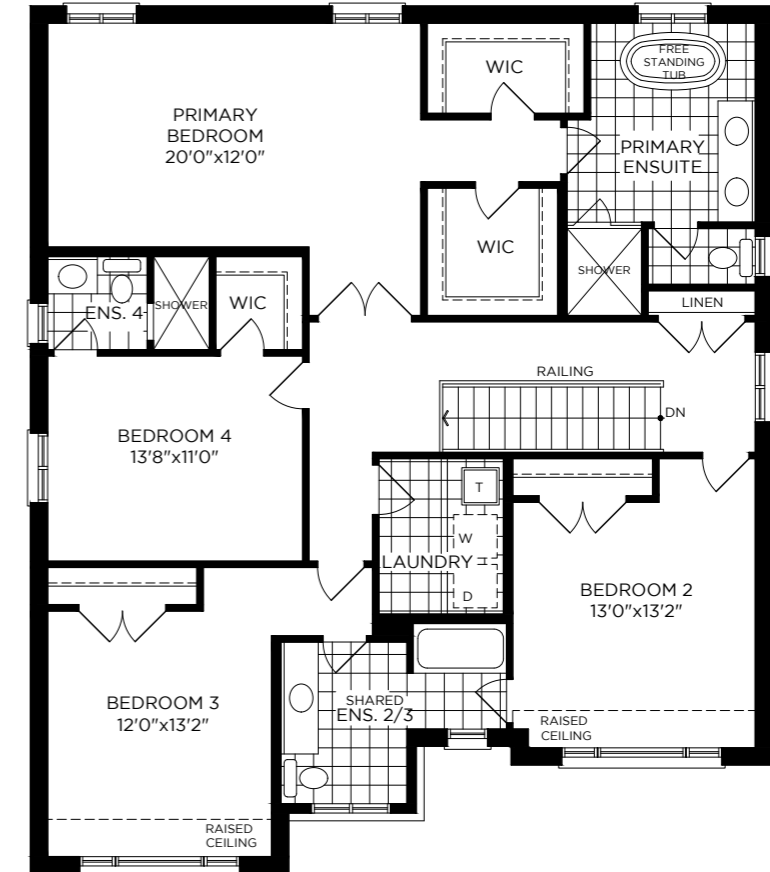 WIC
FREE
STANDING
TUB
PRIMARY
BEDROOM
20'0"x12'0"
PRIMARY
ENSUITE
WIC
SHOWER
ENS. 4
SHOWER
WIC
LINEN
RAILING
DN
BEDROOM 4
13'8"x11'0"
T
W
LAUNDRY
H
D
BEDROOM 2
13'0"x13'2"
BEDROOM 3
12'0"x13'2"
SHARED
ENS. 2/3
RAISED
CEILING
RAISED
CEILING